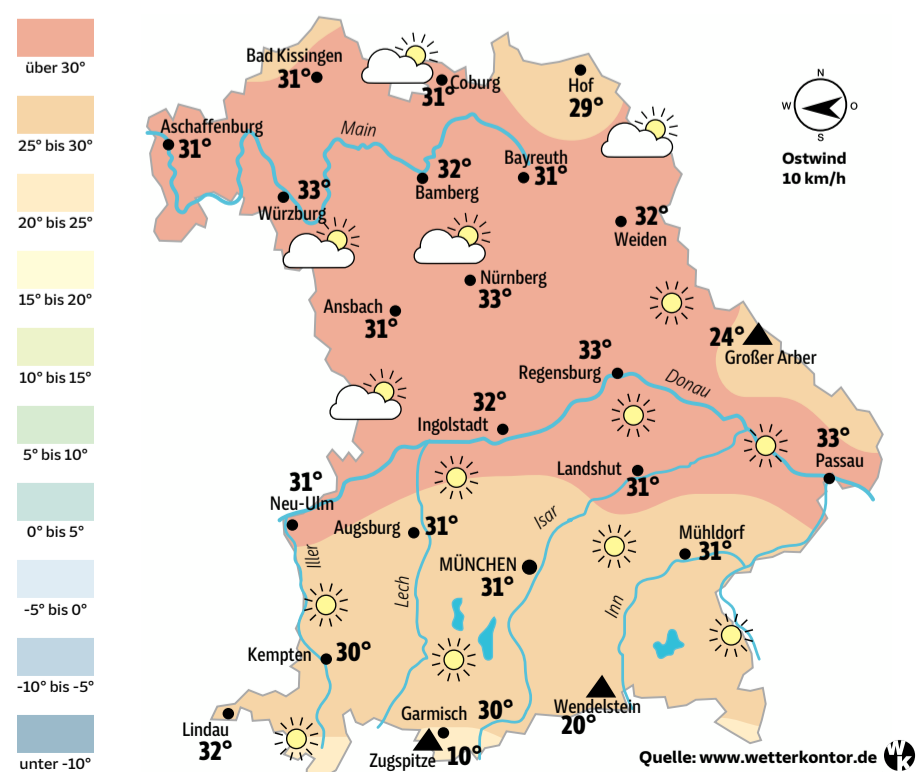 über 30°
25° bis 30°
20° bis 25°
15° bis 20°
10° bis 15°
5° bis 10°
0° bis 5°
-5° bis 0°
-10° bis -5°
unter -10°
Bad Kissingen
31°
Coburg
31°
Hof
29°
N
W O
S
Ostwind
10 km/h
Aschaffenburg
31°
Main
Bayreuth
31°
32°
Bamberg
33°
Würzburg
32°
Weiden
Nürnberg
33°
Ansbach
31°
24°
Großer Arber
33°
Regensburg
Donau
32°
Ingolstadt
33°
Passau
Landshut
31°
31°
Neu-Ulm
Augsburg 31°
Isar
Mühldorf
31°
Iller
Lech
MÜNCHEN
31°
Inn
Kempten 30°
Lindau
32°
Garmisch 30°
Zugspitze 10°
Wendelstein
20°
Quelle: www.wetterkontor.de
W
K